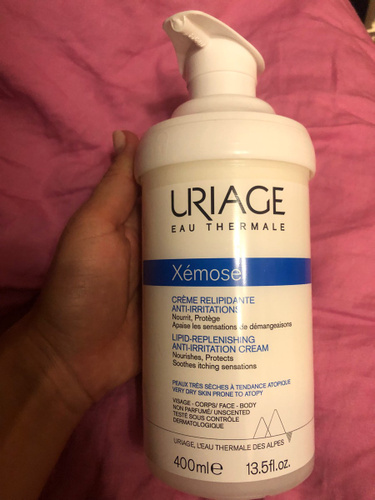 URIAGE
EAU THERMALE
Xémose
CRÈME RELIPIDANTE
ANTI-IRRITATIONS
Nourrit, Protège
Apaise les sensations de démangeaisons
LIPID-REPLENISHING
ANTI-IRRITATION CREAM
Nourishes, Protects
Soothes itching sensations
PEAUX TRÈS SÈCHES À TENDANCE ATOPIQUE
VERY DRY SKIN PRONE TO ATOPY
VISAGE - CORPS/ FACE - BODY
NON PARFUMÉ/ UNSCENTED
TESTÉ SOUS CONTRÔLE
DERMATOLOGIQUE
URIAGE, L'EAU THERMALE DES ALPES
400ml e 13.5fl.oz.